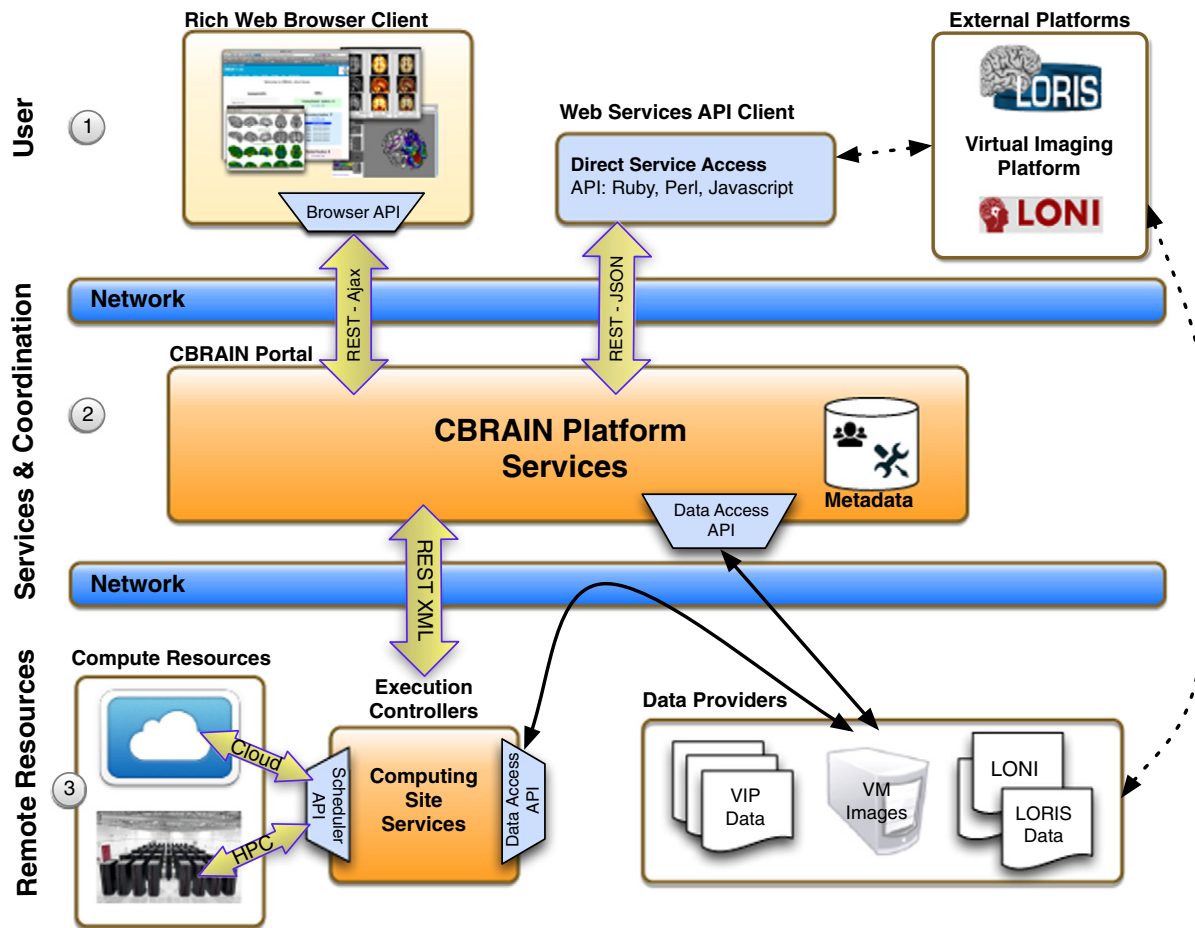 Rich Web Browser Client
External Platforms
User
1
Browser API
Web Services API Client
Direct Service Access
API: Ruby, Perl, Javascript
LORIS
Virtual Imaging
Platform
LONI
Network
REST - Ajax
REST - JSON
Services & Coordination
2
CBRAIN Portal
CBRAIN Platform
Services
Metadata
Data Access
API
Network
REST XML
Remote Resources
3
Compute Resources
Cloud
HPC
Execution
Controllers
Scheduler
API
Computing
Site
Services
Data Access
API
Data Providers
VIP
Data
VM
Images
LONI
LORIS
Data